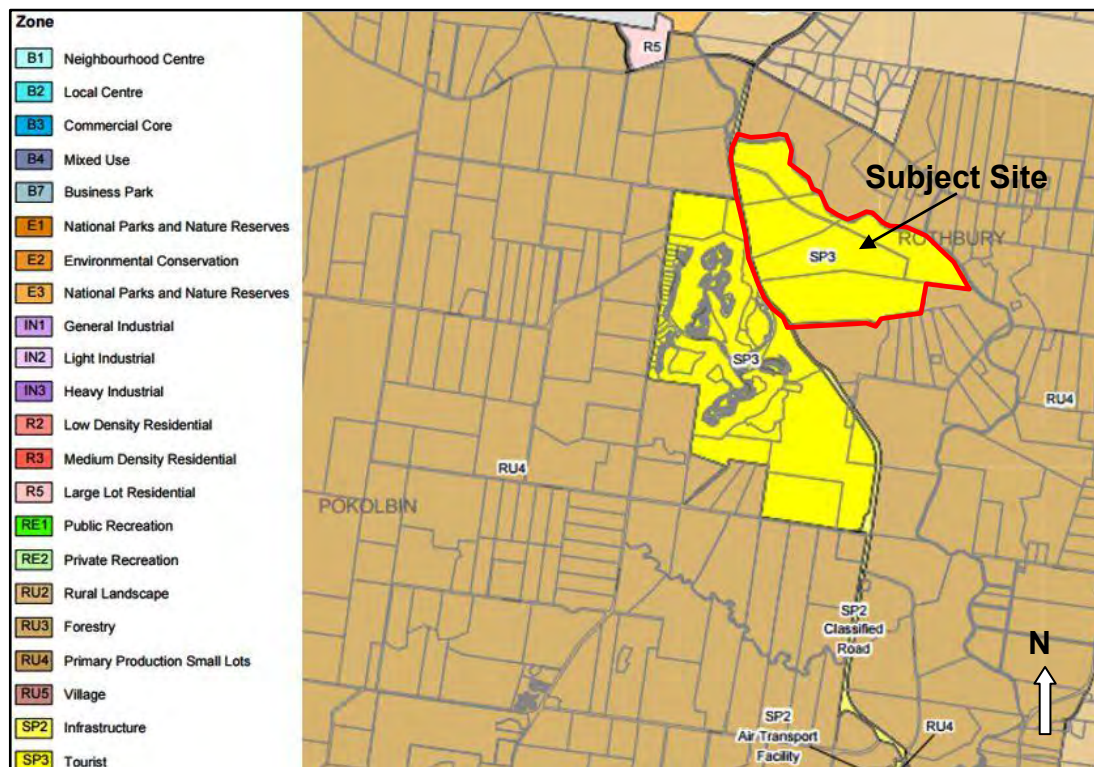 Zone
B1 Neighbourhood Centre
B2 Local Centre
B3 Commercial Core
B4 Mixed Use
B7 Business Park
E1 National Parks and Nature Reserves
E2 Environmental Conservation
E3 National Parks and Nature Reserves
IN1 General Industrial
IN2 Light Industrial
IN3 Heavy Industrial
R2 Low Density Residential
R3 Medium Density Residential
R5 Large Lot Residential
RE1 Public Recreation
RE2 Private Recreation
RU2 Rural Landscape
RU3 Forestry
RU4 Primary Production Small Lots
RU5 Village
SP2 Infrastructure
SP3 Tourist
R5
Subject Site
ROTHBURY
SP3
SP3
RU4
RU4
POKOLBIN
SP2
Classified
Road
N
SP2
Air Transport
Facility
RU4